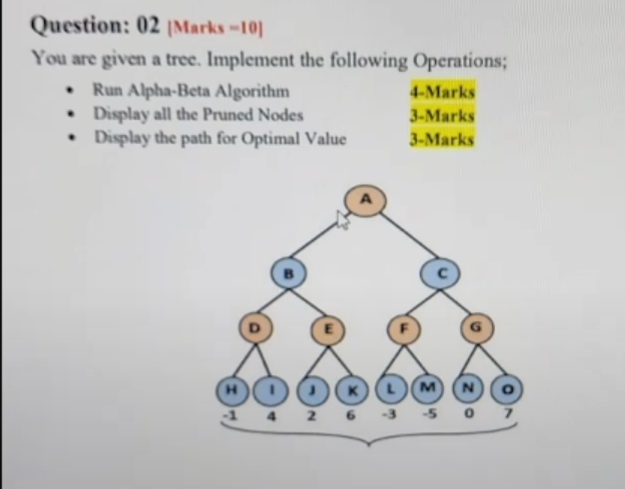 Question: 02 [Marks –10]
You are given a tree. Implement the following Operations;
• Run Alpha-Beta Algorithm 4-Marks
• Display all the Pruned Nodes 3-Marks
• Display the path for Optimal Value 3-Marks
A
B C
D E F G
H I J K L M N O
-1 4 2 6 -3 -5 0 7